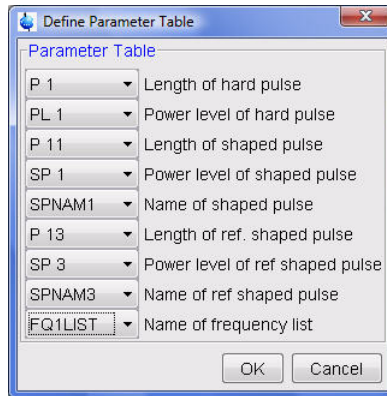 Define Parameter Table
Parameter Table
P 1 Length of hard pulse
PL 1 Power level of hard pulse
P 11 Length of shaped pulse
SP 1 Power level of shaped pulse
SPNAM1 Name of shaped pulse
P 13 Length of ref. shaped pulse
SP 3 Power level of ref shaped pulse
SPNAM3 Name of ref shaped pulse
FQ1LIST Name of frequency list
OK Cancel